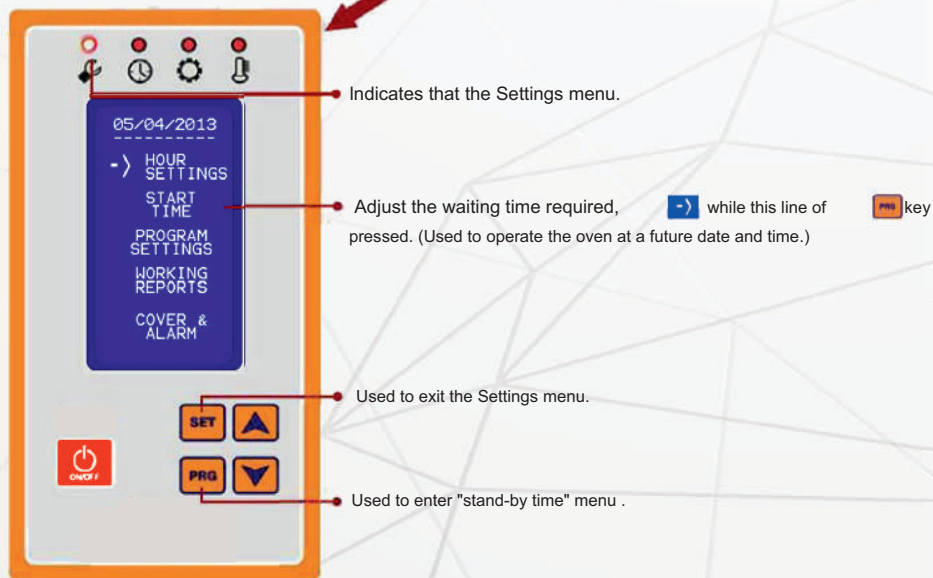 Indicates that the Settings menu.
05/04/2013
-> HOUR
SETTINGS
START
TIME
PROGRAM
SETTINGS
WORKING
REPORTS
COVER &
ALARM
Adjust the waiting time required, -> while this line of PRG key
pressed. (Used to operate the oven at a future date and time.)
Used to exit the Settings menu.
SET
ON/OFF
PRG
Used to enter "stand-by time" menu .